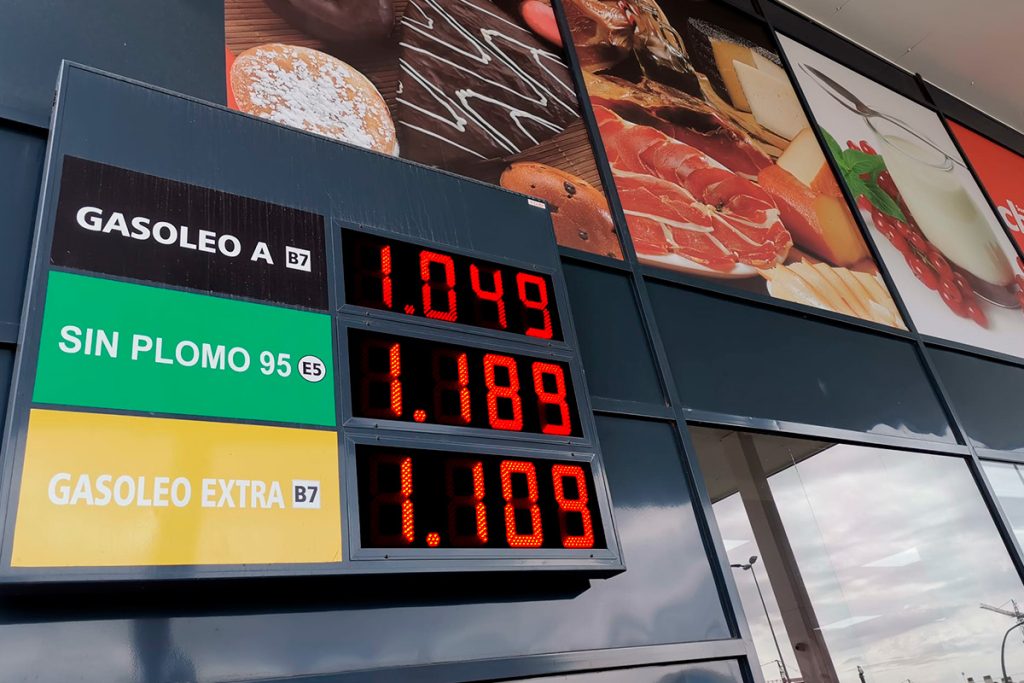 GASOLEO A B7 1.049
SIN PLOMO 95 E5 1.189
GASOLEO EXTRA B7 1.109